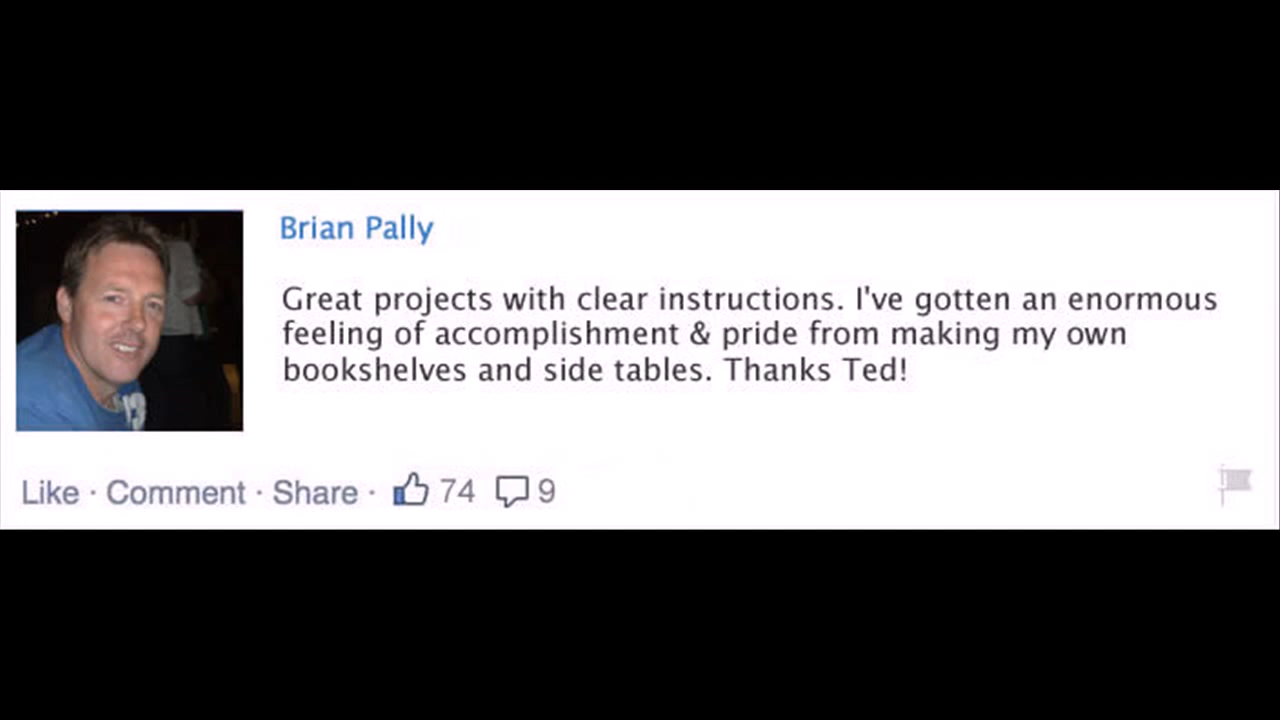 Brian Pally
Great projects with clear instructions. I've gotten an enormous
feeling of accomplishment & pride from making my own
bookshelves and side tables. Thanks Ted!
Like · Comment · Share · 74 9